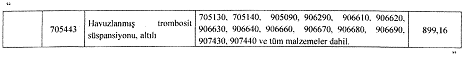 “
705443 Havuzlanmış trombosit süspansiyonu, altılı 705130, 705140, 905090, 906290, 906610, 906620, 899,16
906630, 906640, 906660, 906670, 906680, 906690,
907430, 907440 ve tüm malzemeler dahil.
”